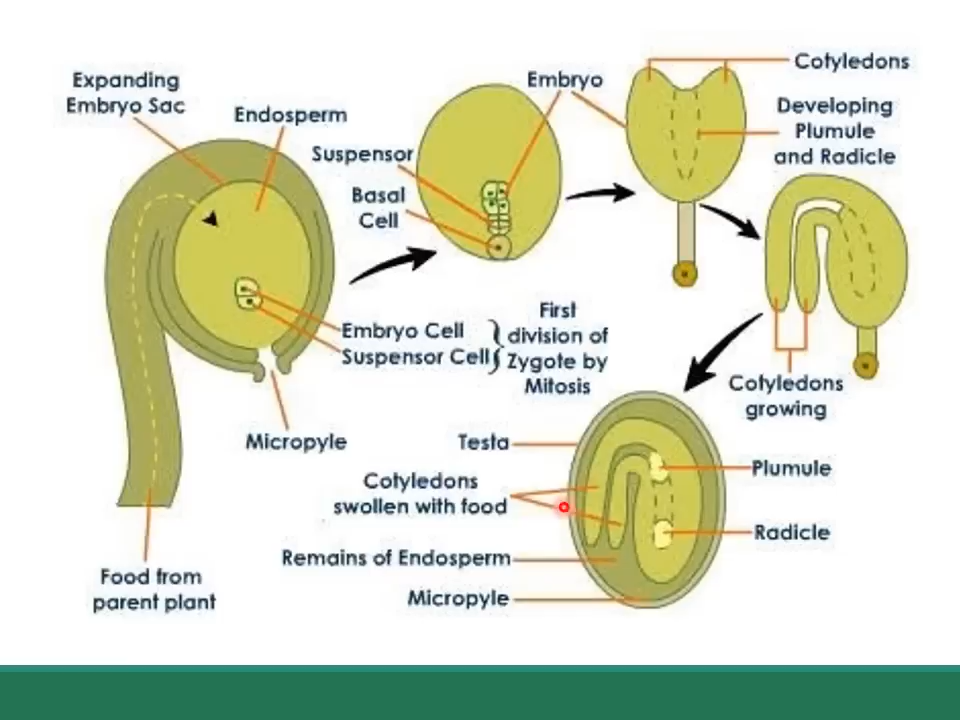 Expanding
Embryo Sac
Endosperm
Suspensor
Basal
Cell
Embryo
Cotyledons
Developing
Plumule
and Radicle
Embryo Cell
Suspensor Cell
First
division of
Zygote by
Mitosis
Micropyle
Cotyledons
growing
Testa
Cotyledons
swollen with food
Plumule
Radicle
Remains of Endosperm
Micropyle
Food from
parent plant